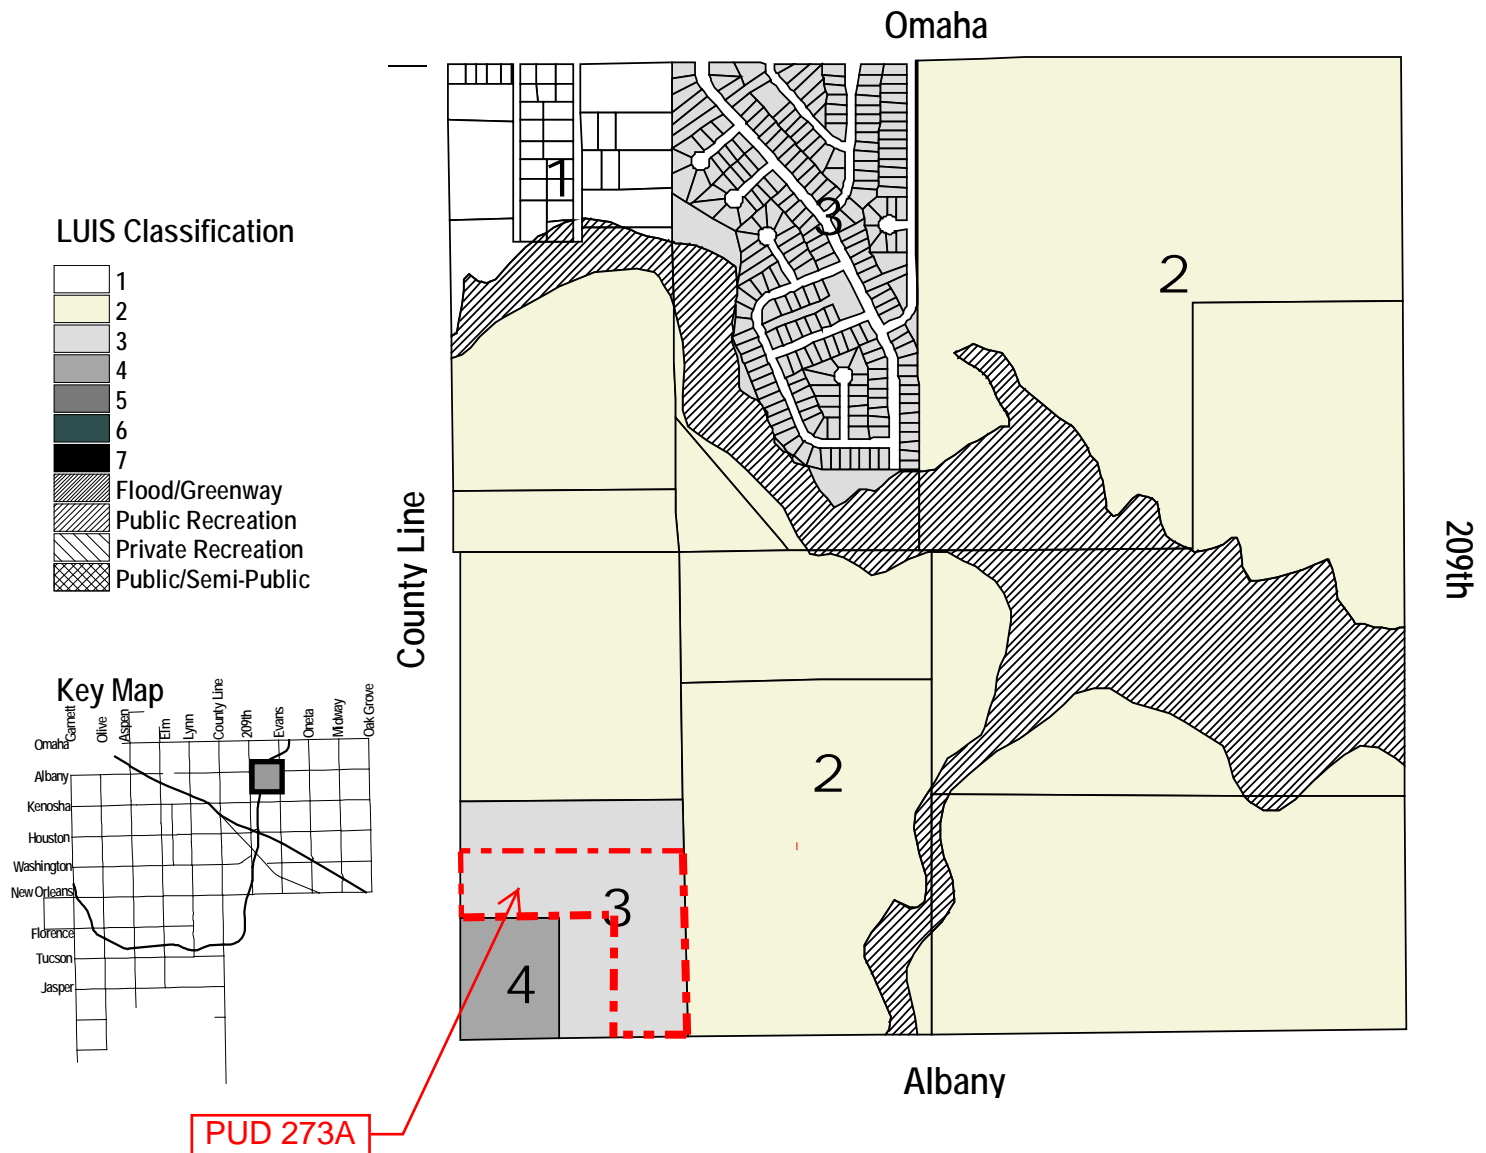 Omaha
LUIS Classification
1
2
3
4
5
6
7
Flood/Greenway
Public Recreation
Private Recreation
Public/Semi-Public
1
3
2
County Line
209th
2
3
4
Albany
PUD 273A
Key Map
Garnett
Olive
Aspen
Elm
Lynn
County Line
209th
Evans
Oneta
Midway
Oak Grove
Omaha
Albany
Kenosha
Houston
Washington
New Orleans
Florence
Tucson
Jasper